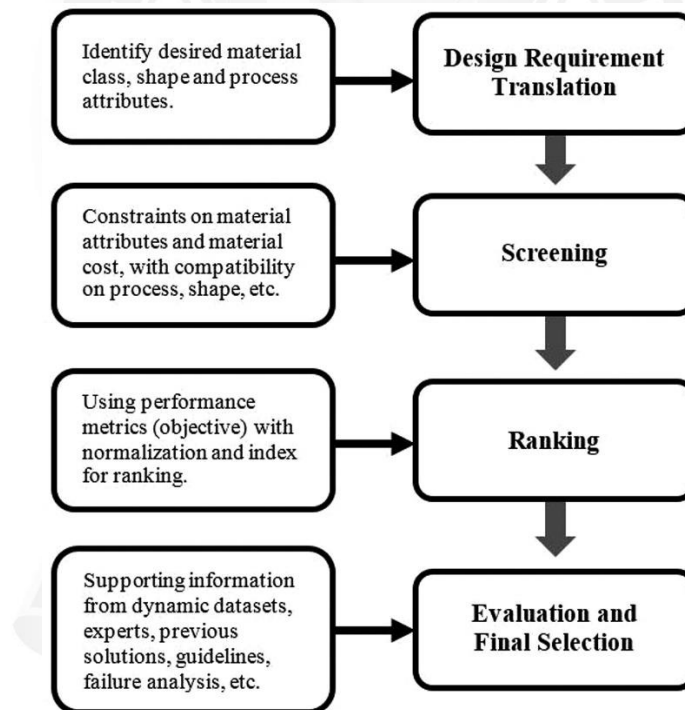 Identify desired material
class, shape and process
attributes.
Design Requirement
Translation
Constraints on material
attributes and material
cost, with compatibility
on process, shape, etc.
Screening
Using performance
metrics (objective) with
normalization and index
for ranking.
Ranking
Supporting information
from dynamic datasets,
experts, previous
solutions, guidelines,
failure analysis, etc.
Evaluation and
Final Selection